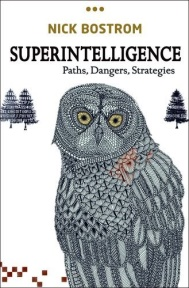 NICK BOSTROM
SUPERINTELLIGENCE
Paths, Dangers, Strategies